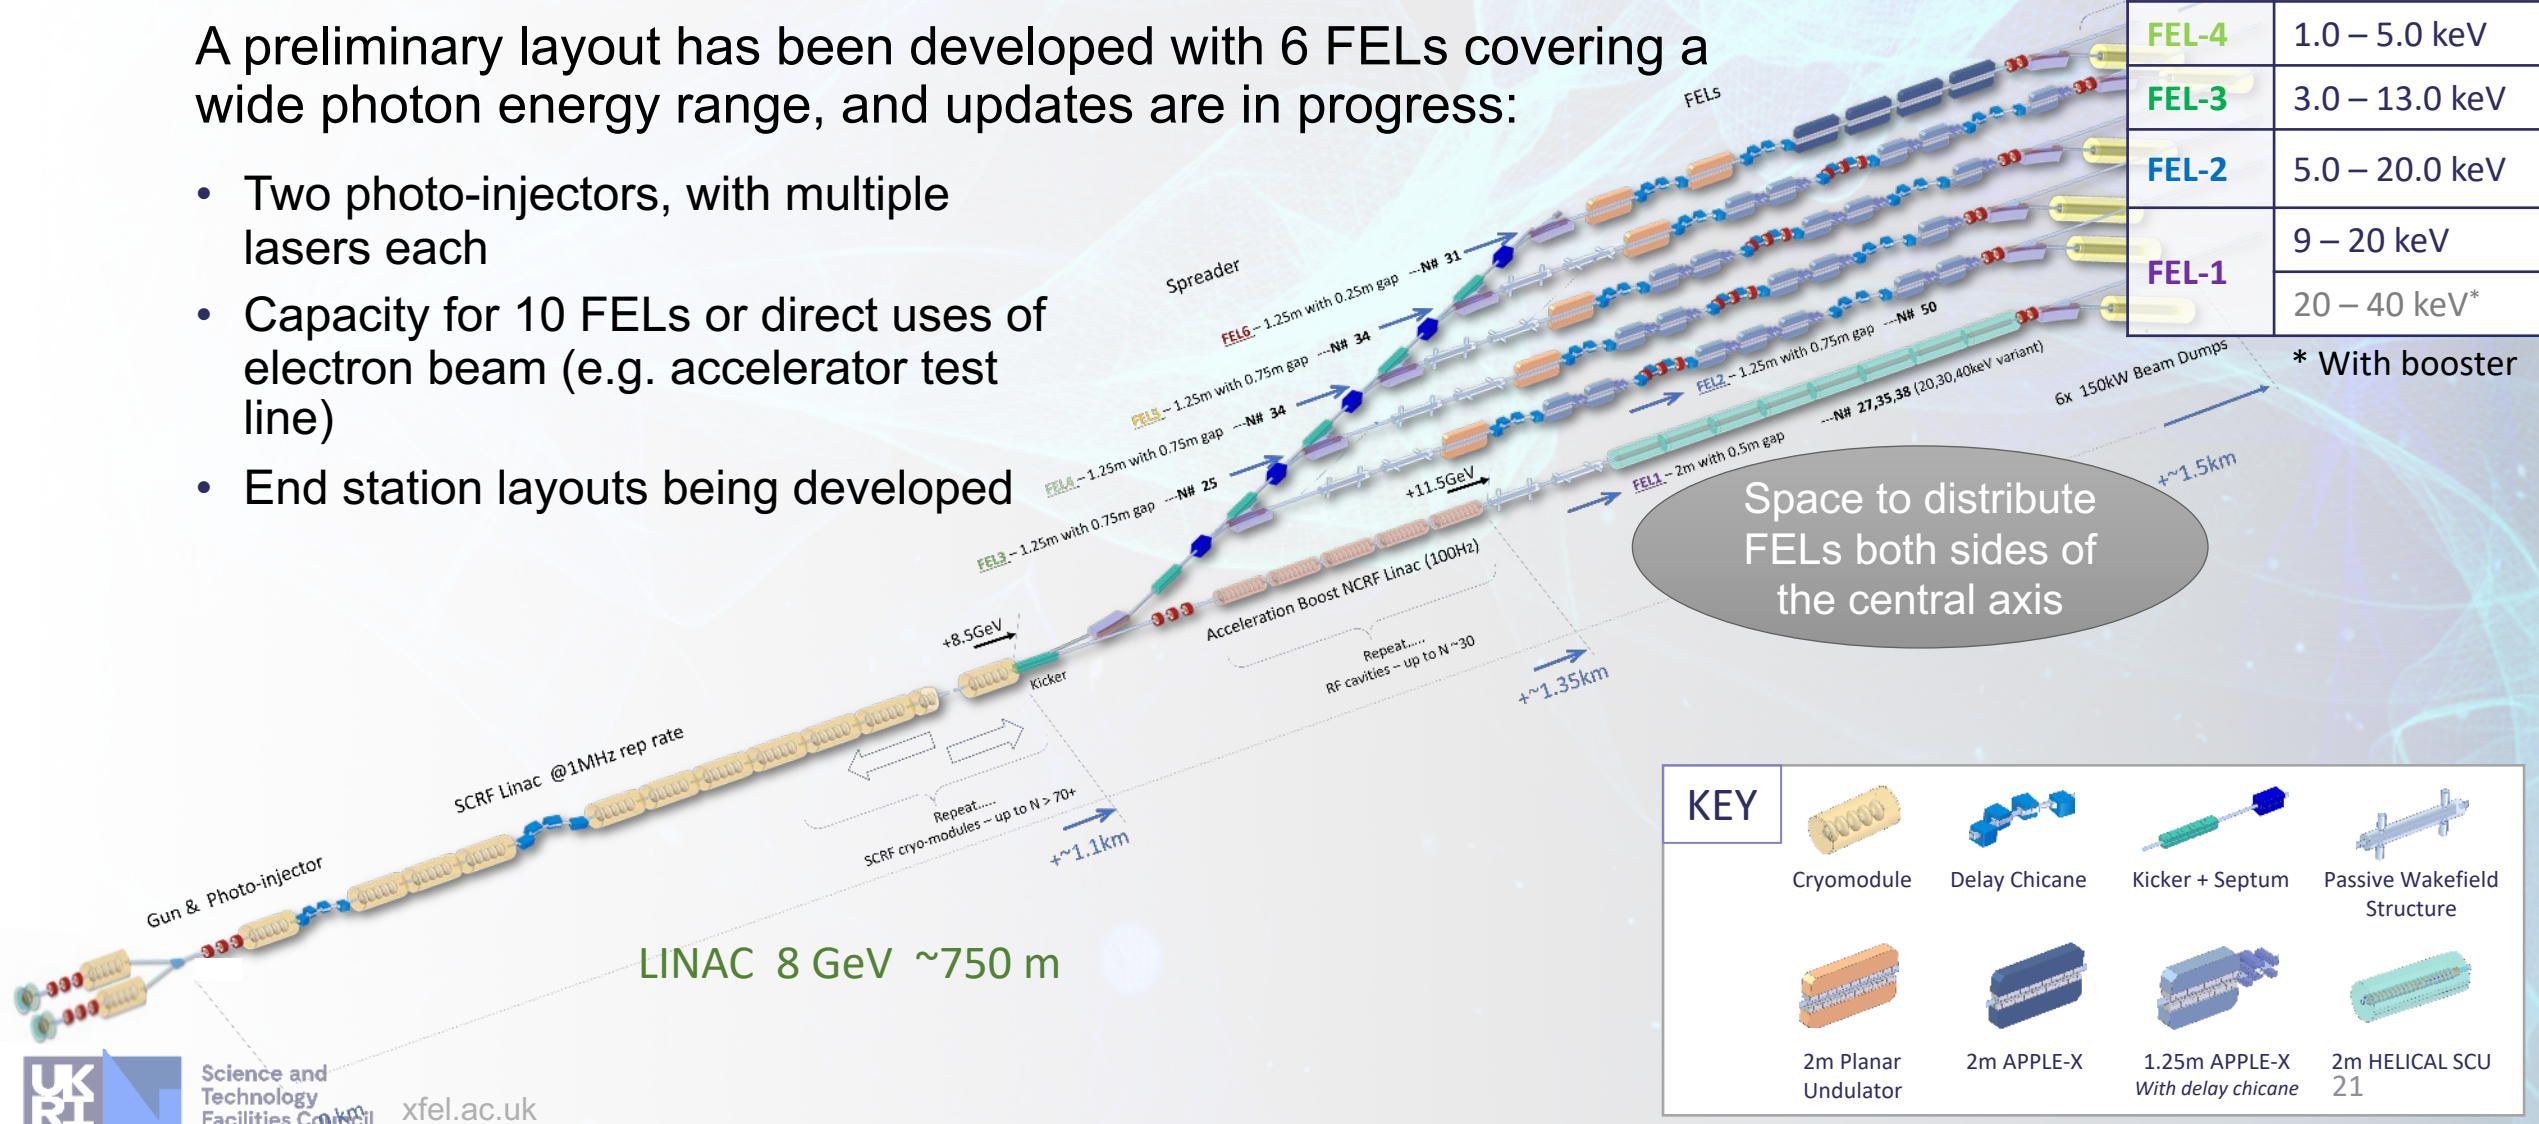 A preliminary layout has been developed with 6 FELs covering a
wide photon energy range, and updates are in progress:
• Two photo-injectors, with multiple
lasers each
• Capacity for 10 FELs or direct uses of
electron beam (e.g. accelerator test
line)
• End station layouts being developed
FEL-4 1.0 – 5.0 keV
FEL-3 3.0 – 13.0 keV
FEL-2 5.0 – 20.0 keV
FEL-1 9 – 20 keV
20 – 40 keV*
* With booster
FELs
Spreader
FEL6 – 1.25m with 0.25m gap ---N# 31
FEL5 – 1.25m with 0.75m gap ---N# 34
FEL4 – 1.25m with 0.75m gap ---N# 34
FEL3 – 1.25m with 0.75m gap ---N# 25
FEL2 – 1.25m with 0.75m gap ---N# 50
FEL1 – 2m with 0.5m gap ---N# 27,35,38 (20,30,40keV variant)
6x 150kW Beam Dumps
+~1.5km
+11.5GeV
Space to distribute
FELs both sides of
the central axis
Acceleration Boost NCRF Linac (100Hz)
Repeat.....
RF cavities – up to N ~30
+~1.35km
+8.5GeV
Kicker
SCRF Linac @1MHz rep rate
Repeat.....
SCRF cryo-modules – up to N > 70+
+~1.1km
Gun & Photo-injector
LINAC 8 GeV ~750 m
KEY
Cryomodule
Delay Chicane
Kicker + Septum
Passive Wakefield
Structure
2m Planar
Undulator
2m APPLE-X
1.25m APPLE-X
With delay chicane
2m HELICAL SCU
21
UK
RI
Science and
Technology
Facilities Council
km
xfel.ac.uk